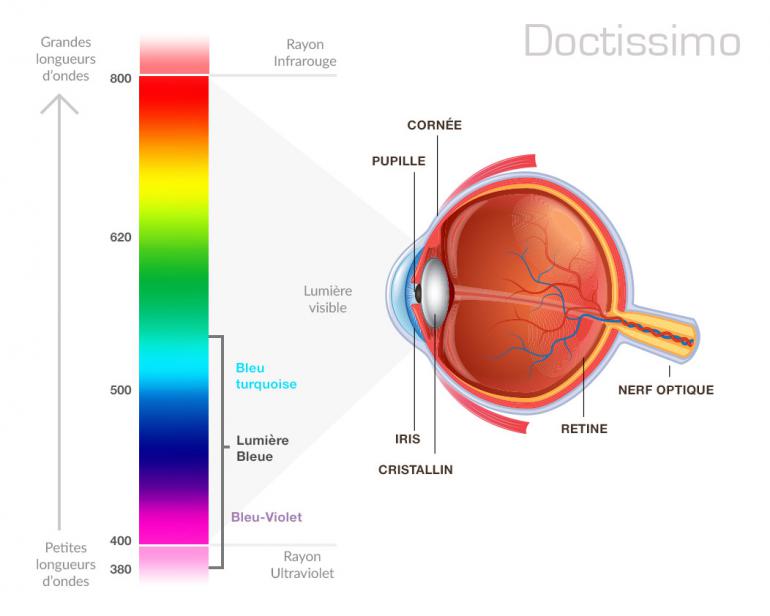 Doctissimo
Grandes
longueurs
d'ondes
Rayon
Infrarouge
800
CORNÉE
PUPILLE
620
Lumière
visible
Bleu
turquoise
500
NERF OPTIQUE
RETINE
IRIS
Lumière
Bleue
CRISTALLIN
Bleu-Violet
400
Petites
longueurs
d'ondes
Rayon
Ultraviolet
380